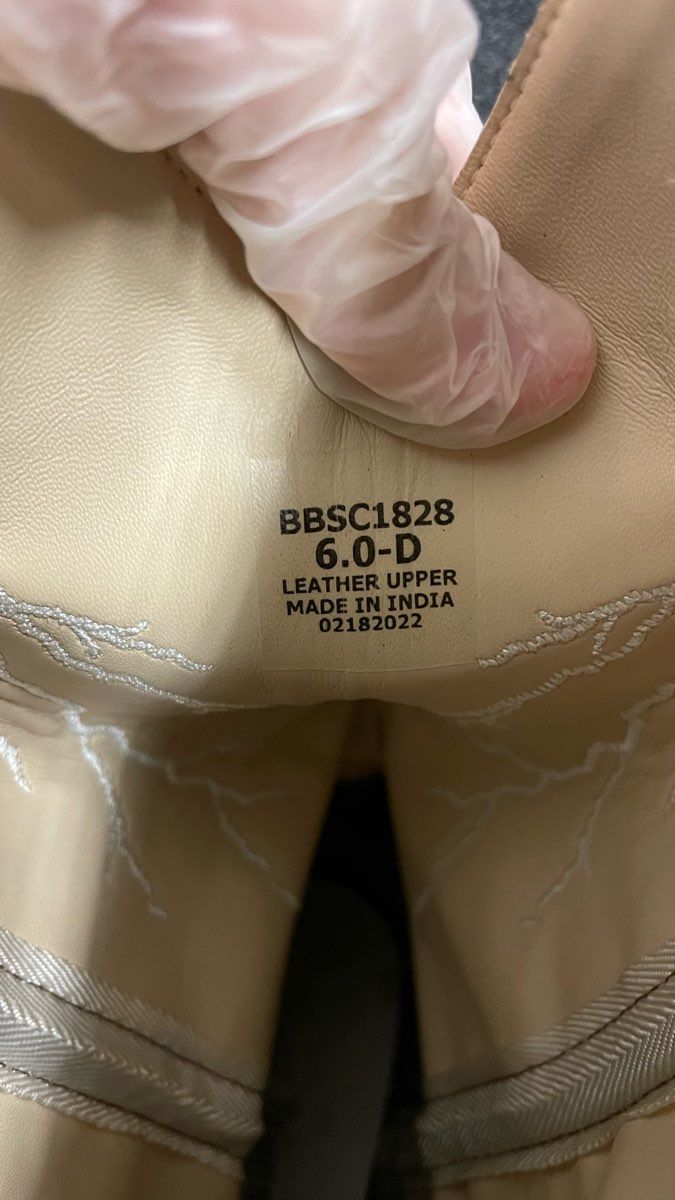 BBSC1828
6.0-D
LEATHER UPPER
MADE IN INDIA
02182022